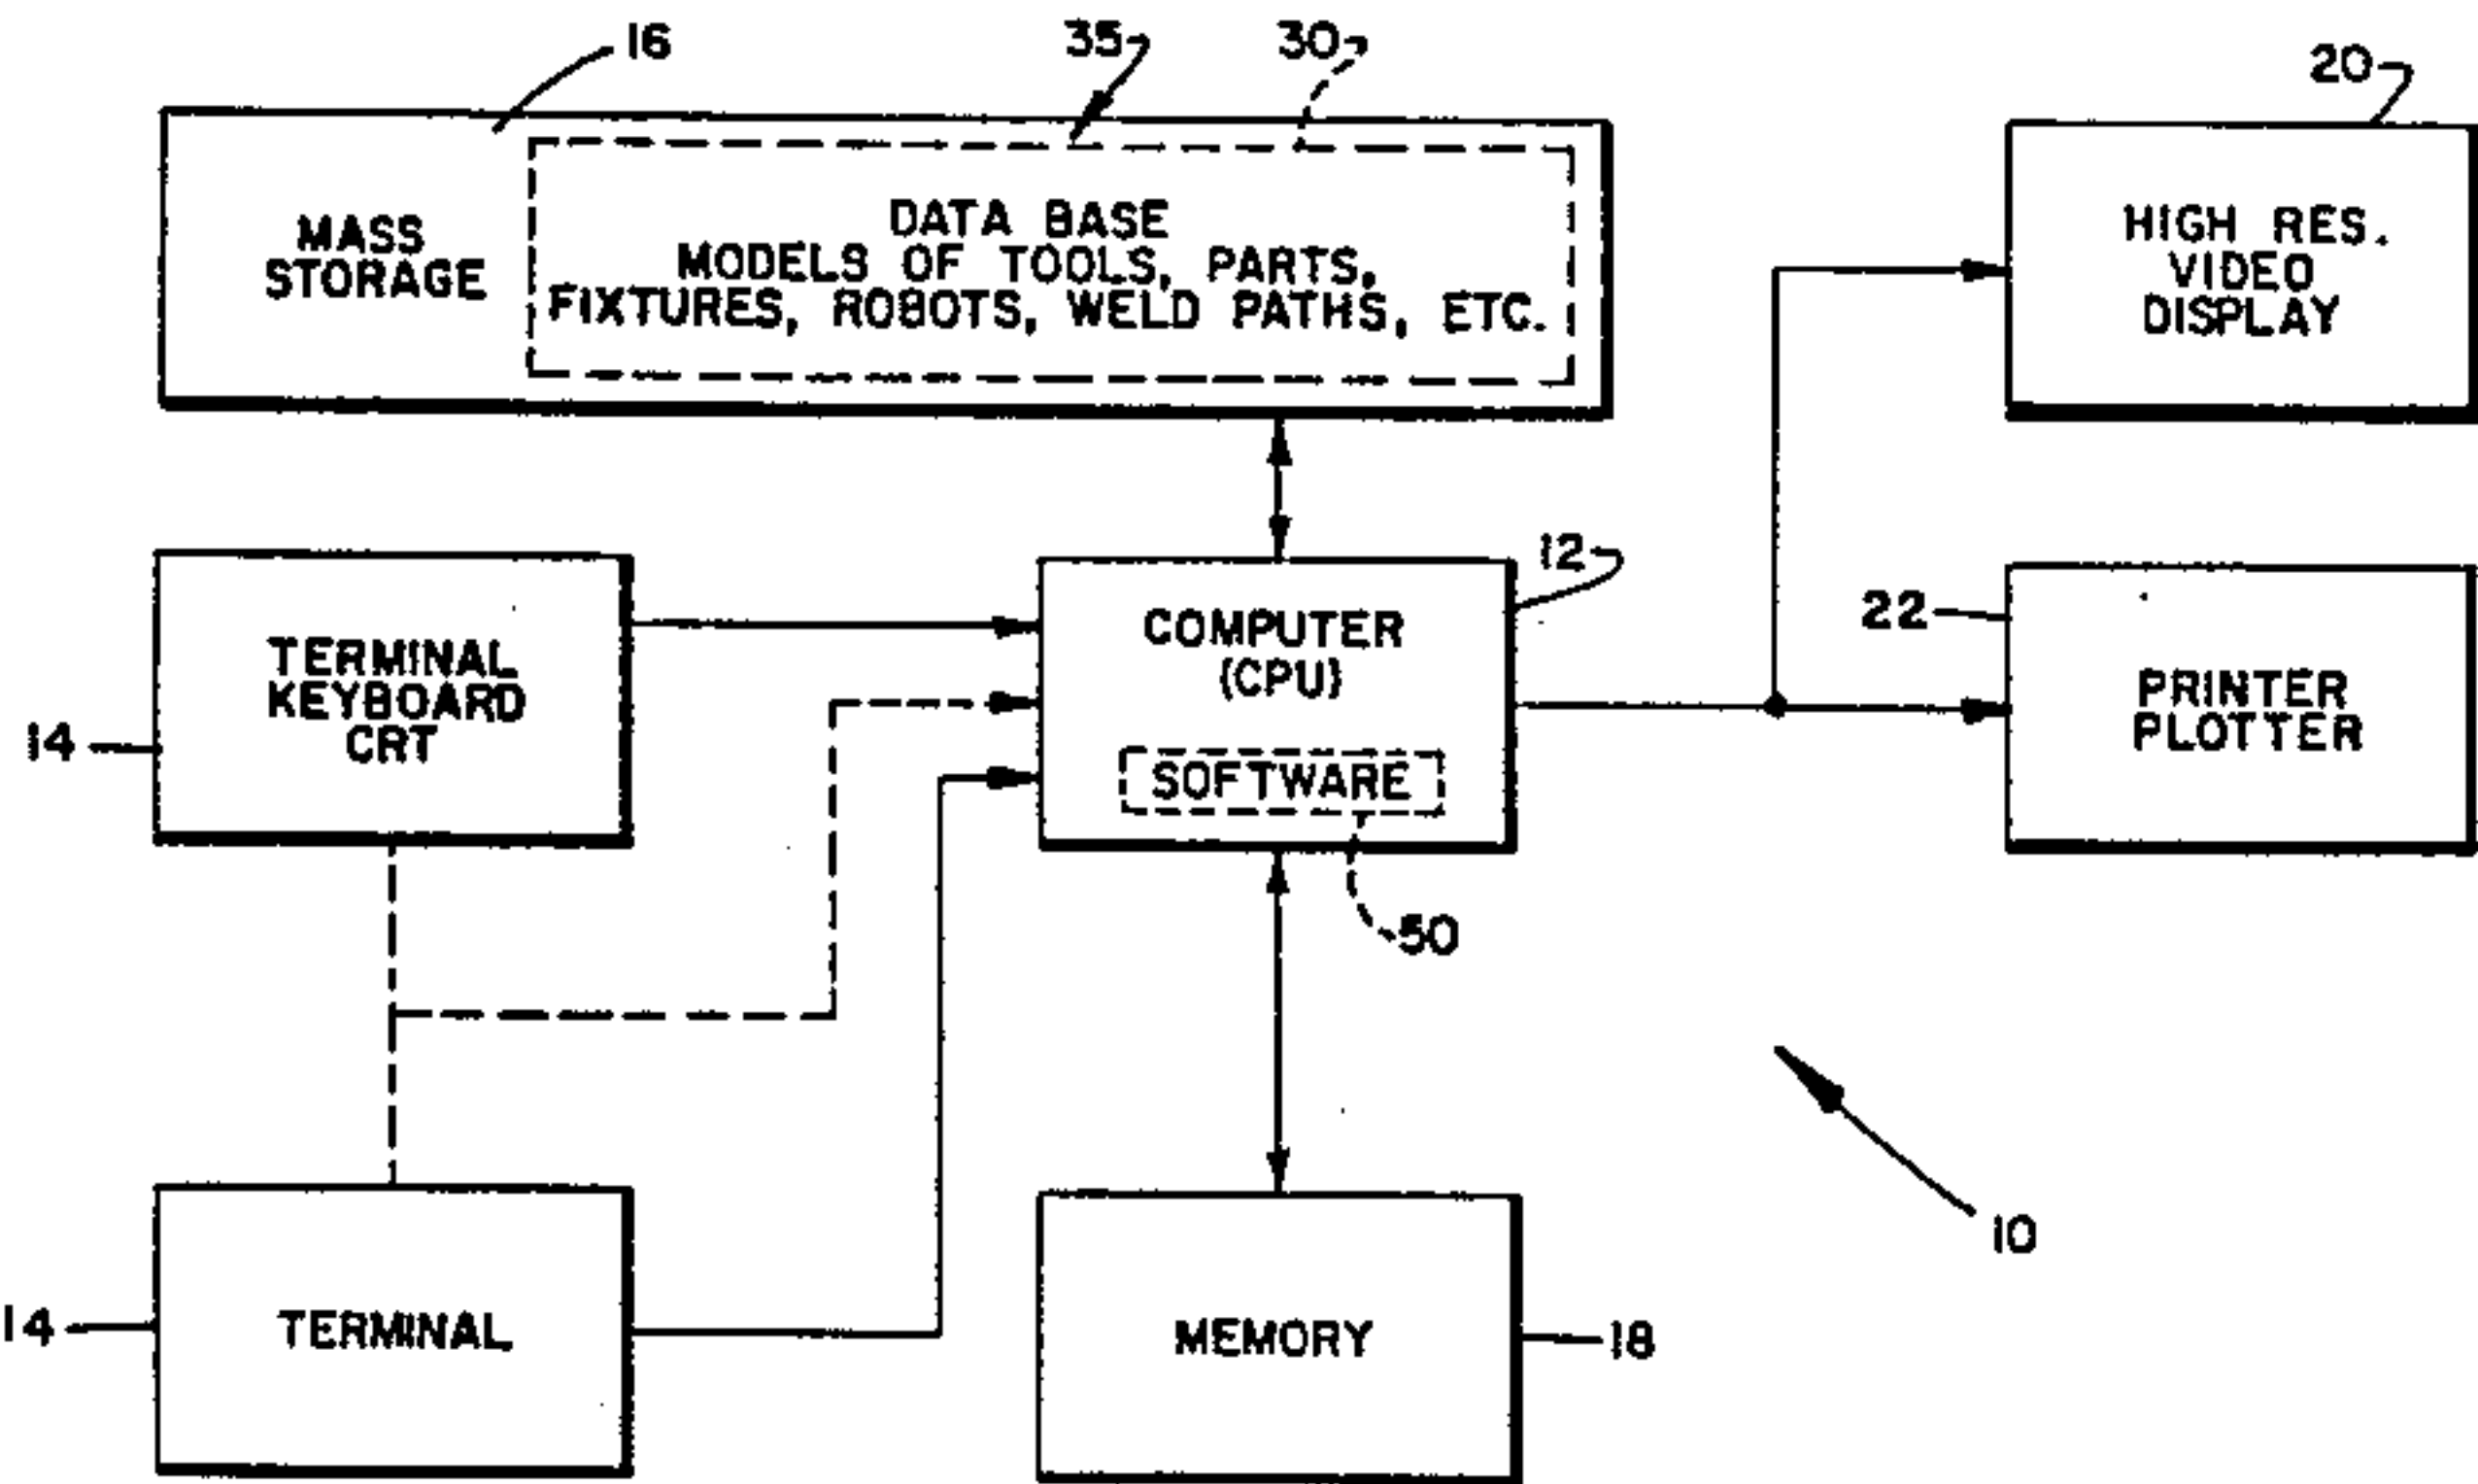 16
35
30
20
MASS
STORAGE
DATA BASE
MODELS OF TOOLS, PARTS,
FIXTURES, ROBOTS, WELD PATHS, ETC.
HIGH RES.
VIDEO
DISPLAY
12
TERMINAL
KEYBOARD
CRT
14
COMPUTER
(CPU)
SOFTWARE
50
22
PRINTER
PLOTTER
10
TERMINAL
14
MEMORY
18